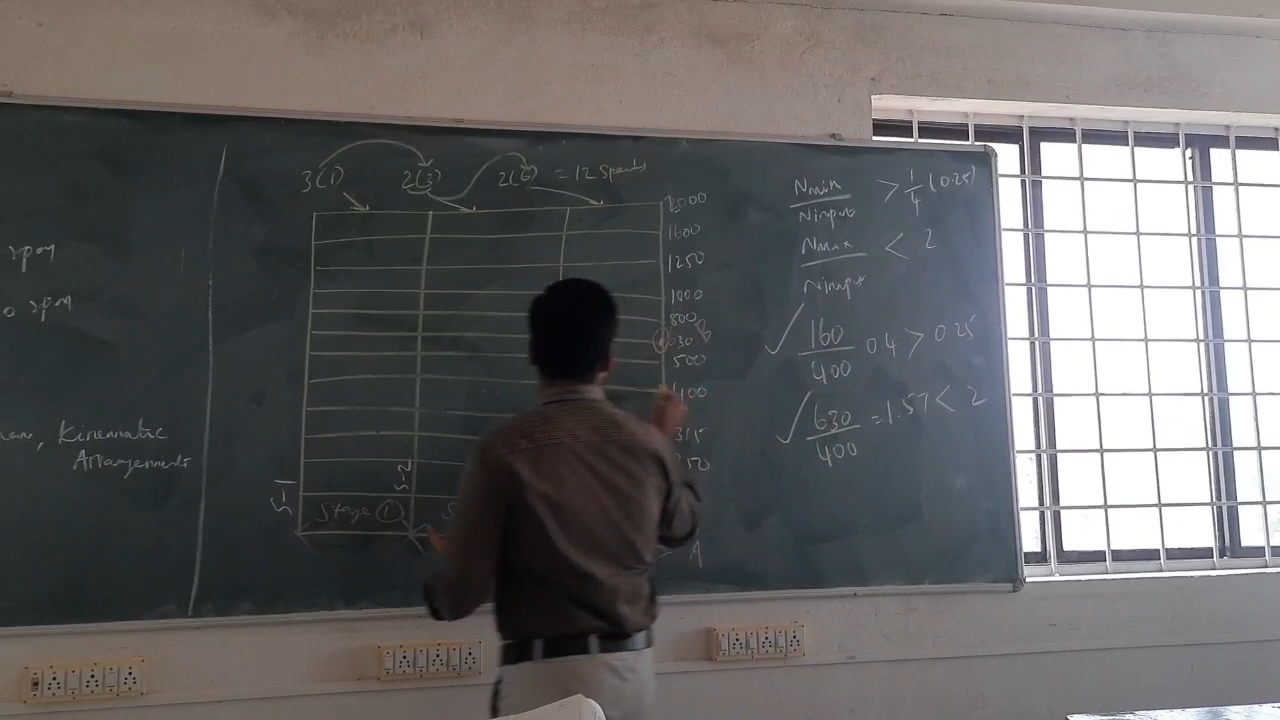 rpm
rpm
Kinematic
Arrangements
3(1) 2(3) 2(6) = 12 Speeds
2000
1600
1250
1000
800
630 B
500
400
315
250
S-1
S-2
Stage 1
A
Nmin
Ninput
> 1/4 (0.25)
Nmax
Ninput
< 2
160
400
0.4 > 0.25
630
400
= 1.57 < 2